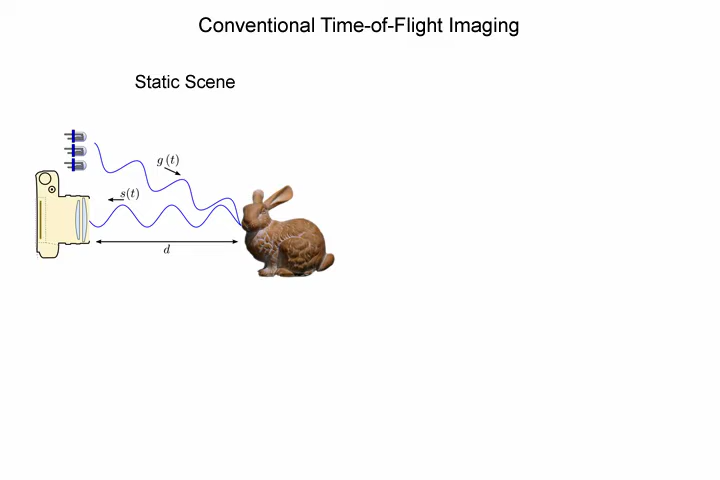 Conventional Time-of-Flight Imaging
Static Scene
g(t)
s(t)
d